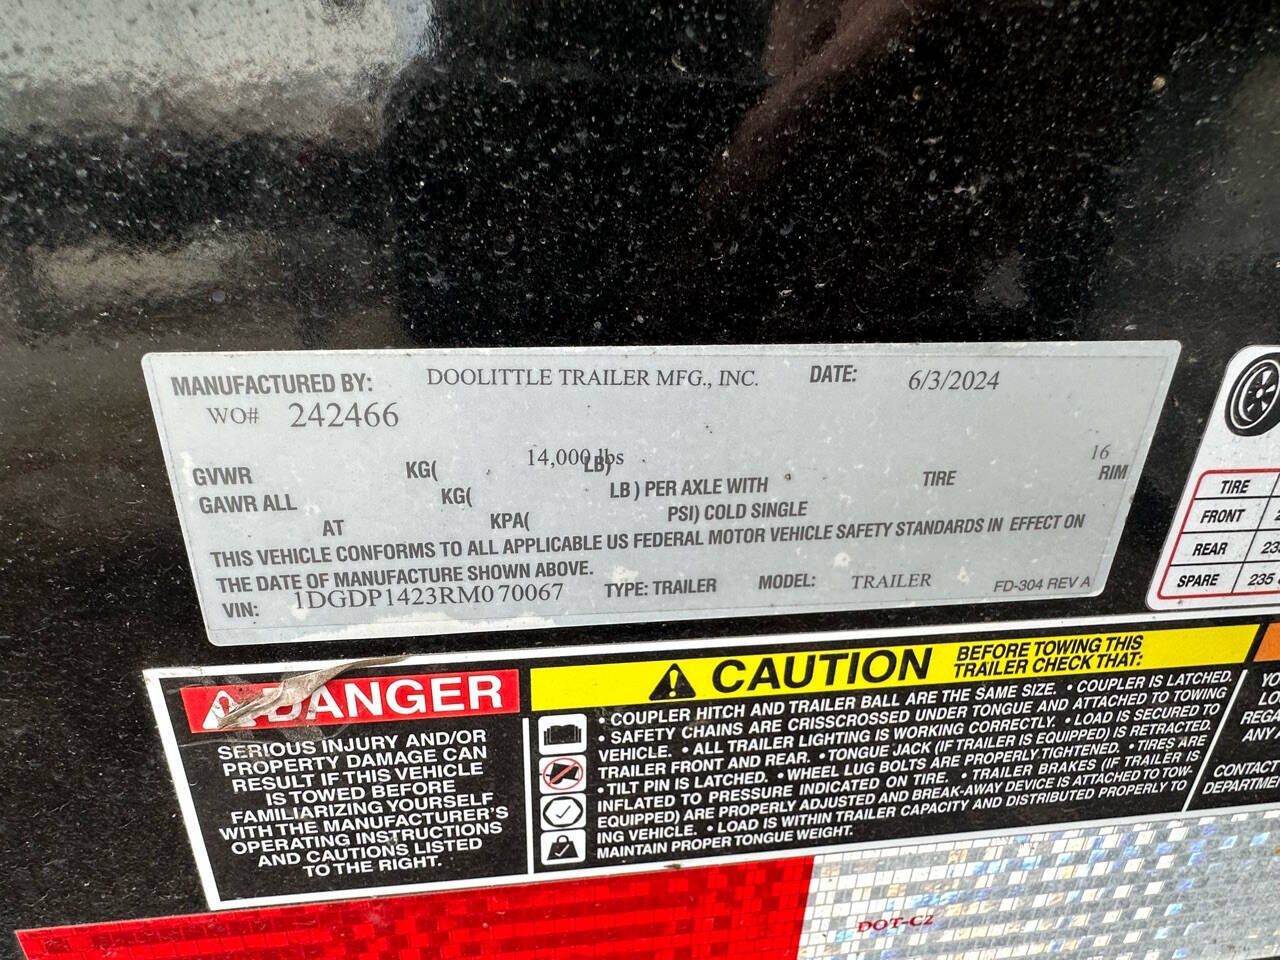 MANUFACTURED BY: DOOLITTLE TRAILER MFG., INC. DATE: 6/3/2024
WO# 242466
14,000 lbs 16
GVWR KG( LB) TIRE RIM
GAWR ALL KG( LB ) PER AXLE WITH
AT KPA( PSI) COLD SINGLE
THIS VEHICLE CONFORMS TO ALL APPLICABLE US FEDERAL MOTOR VEHICLE SAFETY STANDARDS IN EFFECT ON
THE DATE OF MANUFACTURE SHOWN ABOVE.
VIN: 1DGDP1423RM070067 TYPE: TRAILER MODEL: TRAILER FD-304 REV A
TIRE
FRONT
REAR
SPARE 235
DANGER
SERIOUS INJURY AND/OR
PROPERTY DAMAGE CAN
RESULT IF THIS VEHICLE
IS TOWED BEFORE
FAMILIARIZING YOURSELF
WITH THE MANUFACTURER'S
OPERATING INSTRUCTIONS
AND CAUTIONS LISTED
TO THE RIGHT.
CAUTION BEFORE TOWING THIS
TRAILER CHECK THAT:
• COUPLER HITCH AND TRAILER BALL ARE THE SAME SIZE. • COUPLER IS LATCHED.
• SAFETY CHAINS ARE CRISSCROSSED UNDER TONGUE AND ATTACHED TO TOWING
VEHICLE. • ALL TRAILER LIGHTING IS WORKING CORRECTLY. • LOAD IS SECURED TO
TRAILER FRONT AND REAR. • TONGUE JACK (IF TRAILER IS EQUIPPED) IS RETRACTED.
• TILT PIN IS LATCHED. • WHEEL LUG BOLTS ARE PROPERLY TIGHTENED. • TIRES ARE
INFLATED TO PRESSURE INDICATED ON TIRE. • TRAILER BRAKES (IF TRAILER IS
EQUIPPED) ARE PROPERLY ADJUSTED AND BREAK-AWAY DEVICE IS ATTACHED TO TOW-
ING VEHICLE. • LOAD IS WITHIN TRAILER CAPACITY AND DISTRIBUTED PROPERLY TO
MAINTAIN PROPER TONGUE WEIGHT.
ANY
CONTACT
DEPARTMEN
DOT-C2